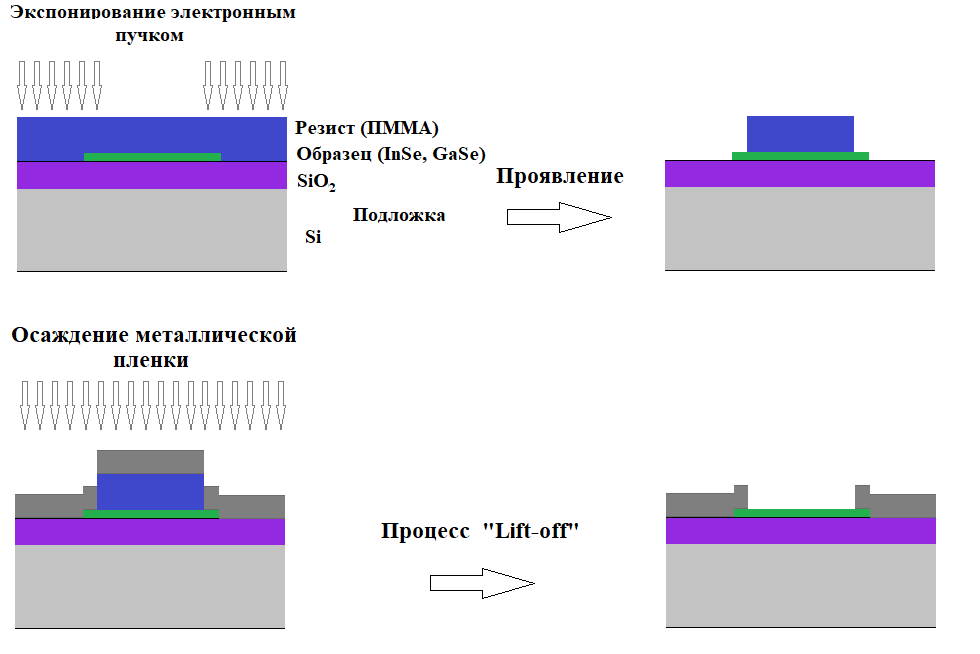 Экспонирование электронным
пучком
Резист (ПММА)
Образец (InSe, GaSe)
SiO₂
Подложка
Si
Проявление
Осаждение металлической
пленки
Процесс "Lift-off"